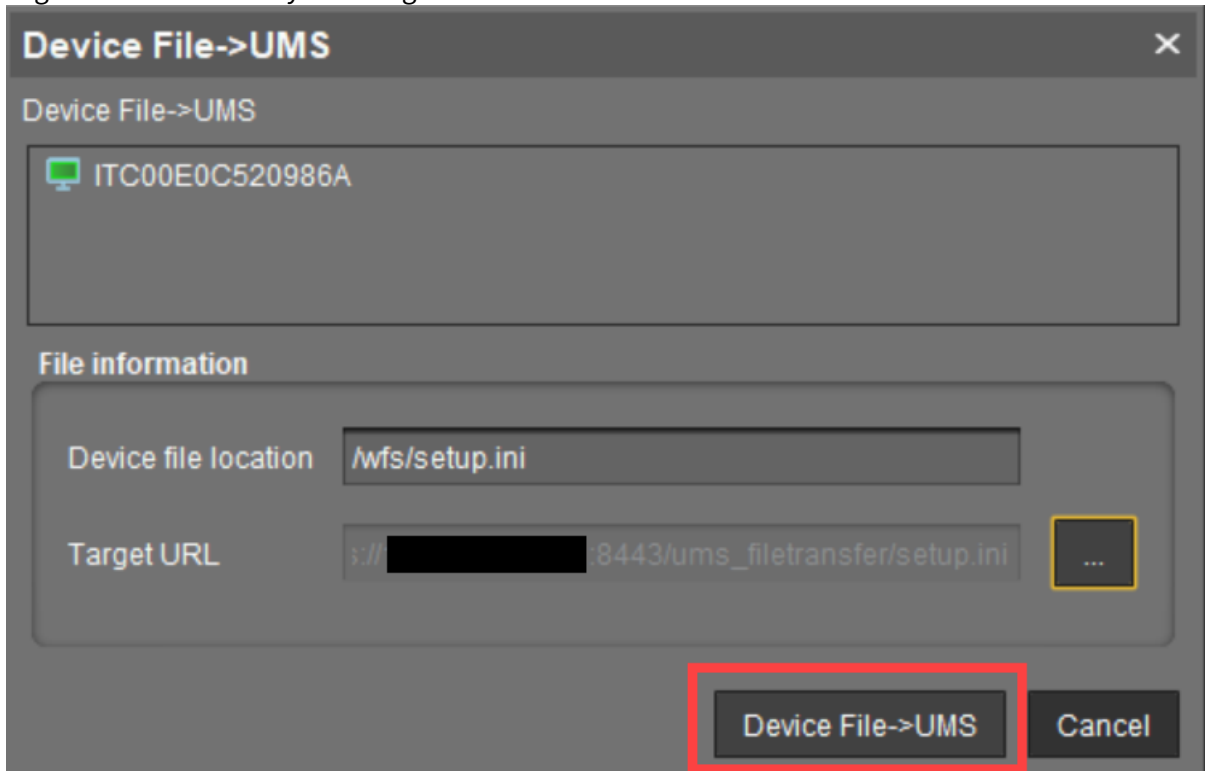 Device File->UMS ×
Device File->UMS
ITC00E0C520986A
File information
Device file location /wfs/setup.ini
Target URL s:// :8443/ums_filetransfer/setup.ini ...
Device File->UMS Cancel